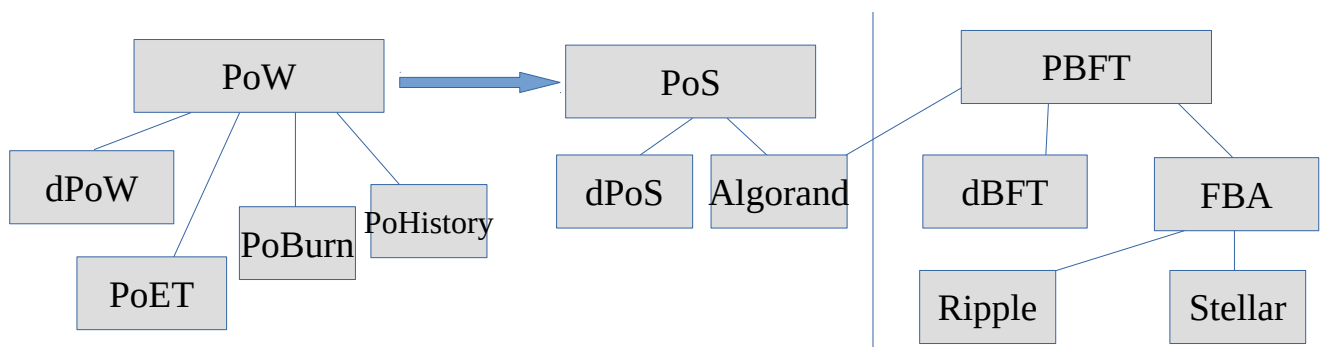 PoW
PoS
PBFT
dPoW
PoHistory
PoBurn
PoET
dPoS
Algorand
dBFT
FBA
Ripple
Stellar